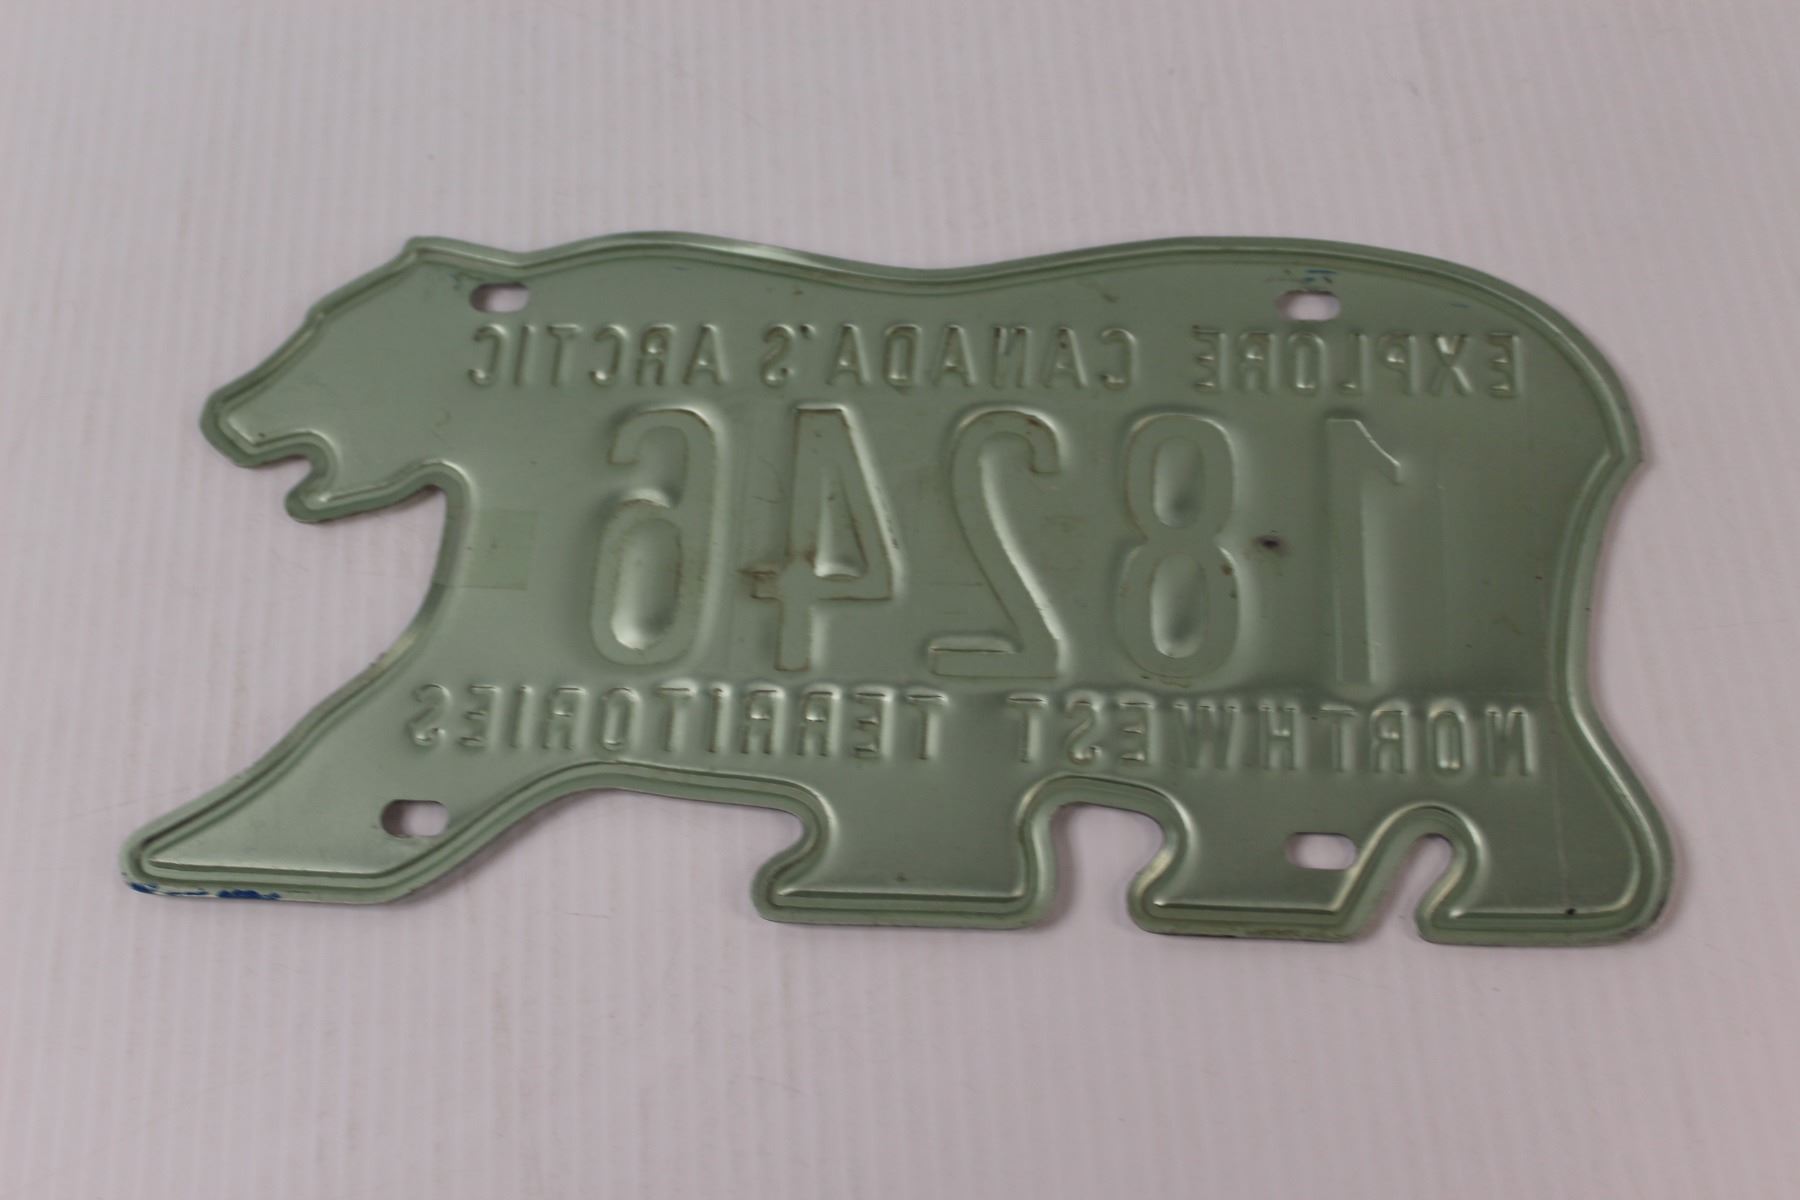 EXPLORE CANADA'S ARCTIC
18246
NORTHWEST TERRITORIES